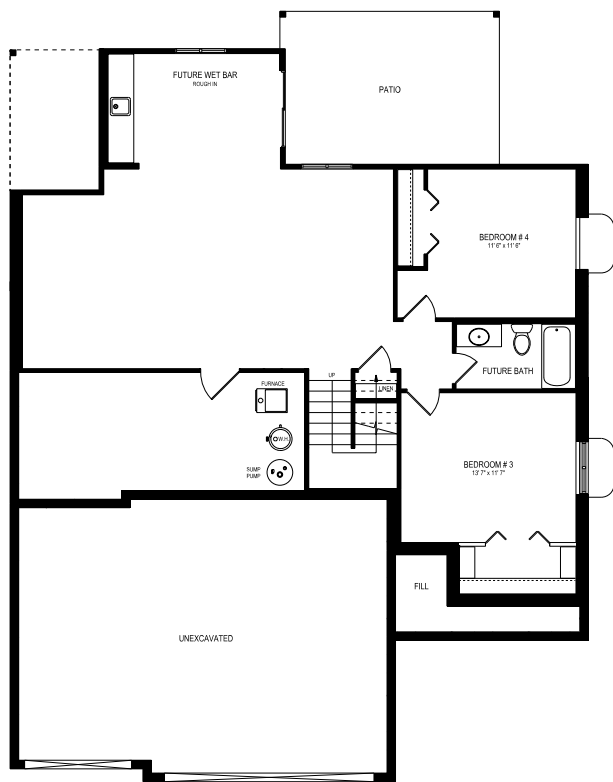 FUTURE WET BAR
ROUGH IN
PATIO
BEDROOM # 4
11' 6" x 11' 6"
UP
LINEN
FUTURE BATH
FURNACE
W.H.
SUMP
PUMP
BEDROOM # 3
13' 7" x 11' 7"
FILL
UNEXCAVATED